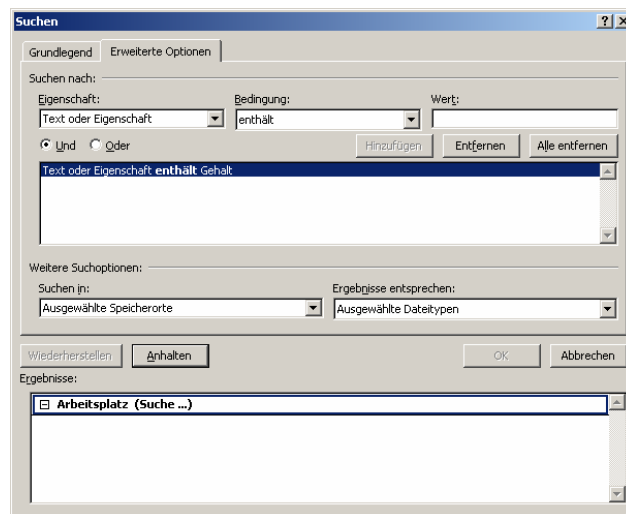 Suchen
Grundlegend Erweiterte Optionen
Suchen nach:
Eigenschaft: Bedingung: Wert:
Text oder Eigenschaft enthält
Und Oder Hinzufügen Entfernen Alle entfernen
Text oder Eigenschaft enthält Gehalt
Weitere Suchoptionen:
Suchen in: Ergebnisse entsprechen:
Ausgewählte Speicherorte Ausgewählte Dateitypen
Wiederherstellen Anhalten OK Abbrechen
Ergebnisse:
Arbeitsplatz (Suche ...)